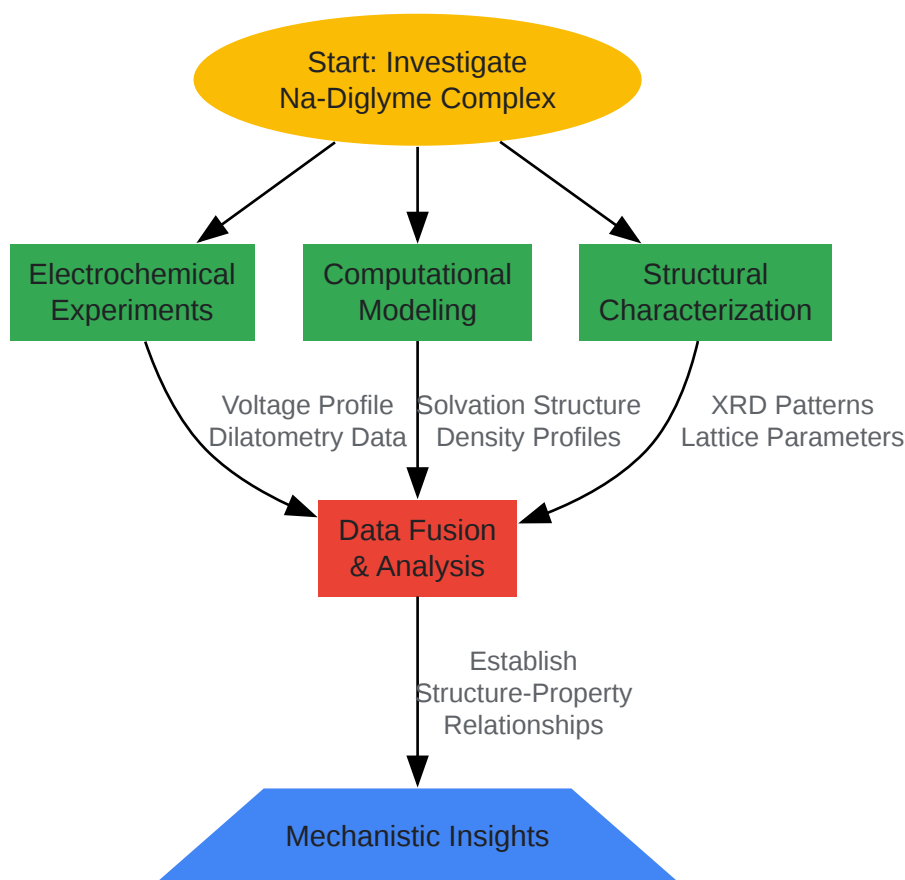 Start: Investigate
Na-Diglyme Complex
Electrochemical
Experiments
Computational
Modeling
Structural
Characterization
Voltage Profile
Dilatometry Data
Solvation Structure
Density Profiles
XRD Patterns
Lattice Parameters
Data Fusion
& Analysis
Establish
Structure-Property
Relationships
Mechanistic Insights